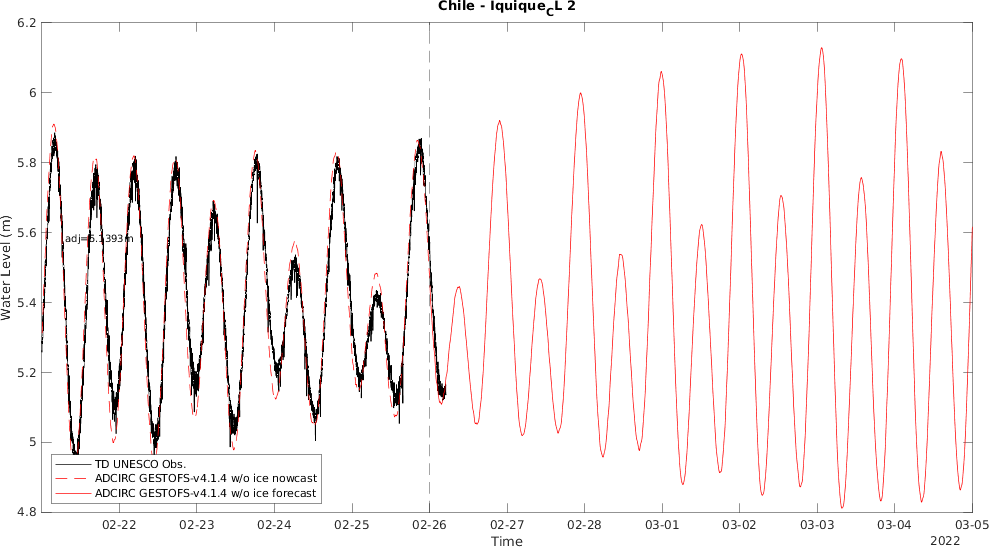 Chile - Iquique_CL 2
Water Level (m)
6.2
6
5.8
5.6
5.4
5.2
5
4.8
TD UNESCO Obs.
ADCIRC GESTOFS-v4.1.4 w/o ice nowcast
ADCIRC GESTOFS-v4.1.4 w/o ice forecast
02-22 02-23 02-24 02-25 02-26 02-27 02-28 03-01 03-02 03-03 03-04 03-05
Time
2022